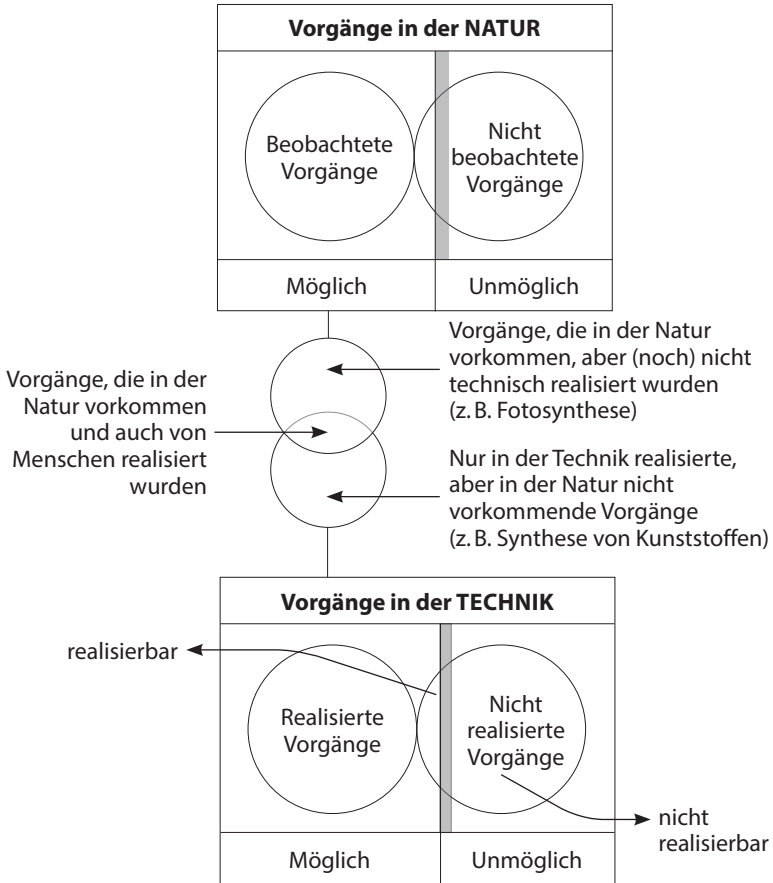 Vorgänge in der NATUR
Beobachtete
Vorgänge
Nicht
beobachtete
Vorgänge
Möglich
Unmöglich
Vorgänge, die in der Natur
vorkommen, aber (noch) nicht
technisch realisiert wurden
(z. B. Fotosynthese)
Vorgänge, die in der
Natur vorkommen
und auch von
Menschen realisiert
wurden
Nur in der Technik realisierte,
aber in der Natur nicht
vorkommende Vorgänge
(z. B. Synthese von Kunststoffen)
Vorgänge in der TECHNIK
realisierbar
Realisierte
Vorgänge
Nicht
realisierte
Vorgänge
nicht
realisierbar
Möglich
Unmöglich